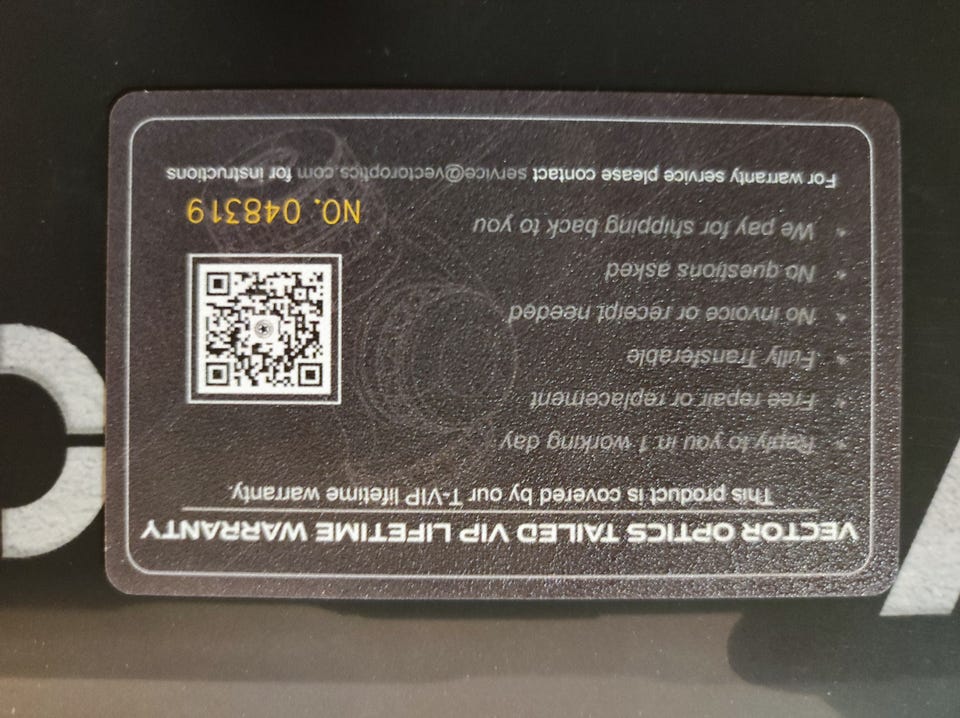 VECTOR OPTICS TAILED VIP LIFETIME WARRANTY
This product is covered by our T-VIP lifetime warranty.
• Reply to you in 1 working day
• Free repair or replacement
• Fully Transferable
• No invoice or receipt needed
• No questions asked
• We pay for shipping back to you
NO. 048319
For warranty service please contact service@vectoroptics.com for instructions